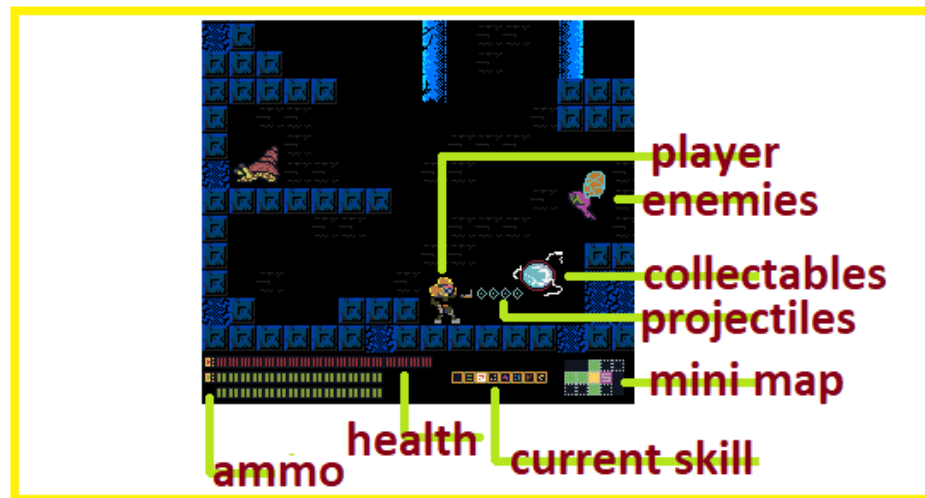 player
enemies
collectables
projectiles
mini map
health
current skill
ammo